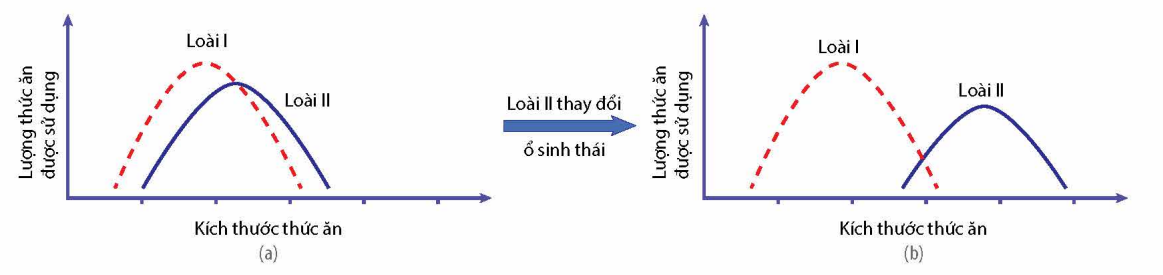 Lượng thức ăn
được sử dụng
Loài I
Loài II
Kích thước thức ăn
(a)
Loài II thay đổi
ổ sinh thái
Lượng thức ăn
được sử dụng
Loài I
Loài II
Kích thước thức ăn
(b)